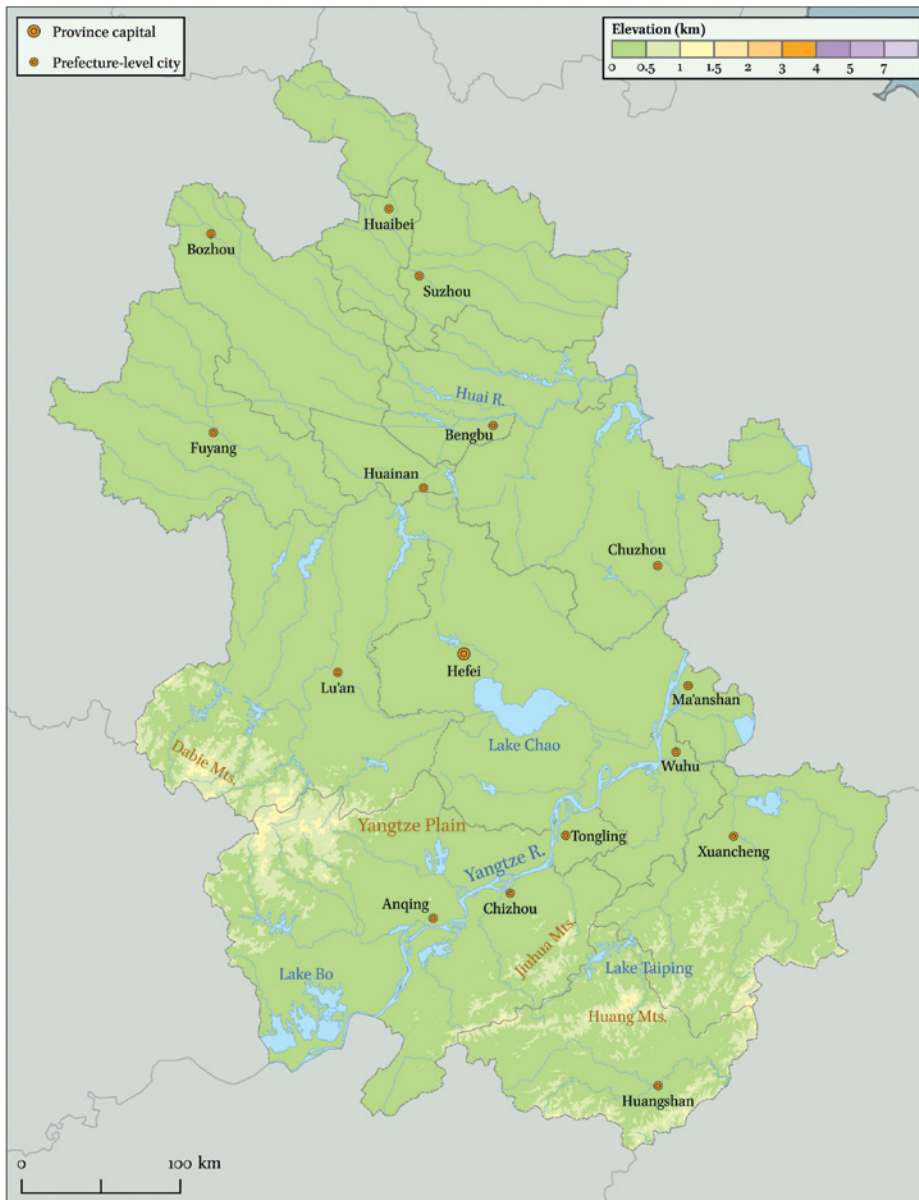 Province capital
Prefecture-level city
Elevation (km)
0 0.5 1 1.5 2 3 4 5 7
Huaibei
Bozhou
Suzhou
Huai R.
Bengbu
Fuyang
Huainan
Chuzhou
Hefei
Lu'an
Ma'anshan
Lake Chao
Dabie Mts.
Wuhu
Yangtze Plain
Tongling
Xuancheng
Yangtze R.
Anqing
Chizhou
Jiuhua Mts.
Lake Bo
Lake Taiping
Huang Mts.
Huangshan
0 100 km